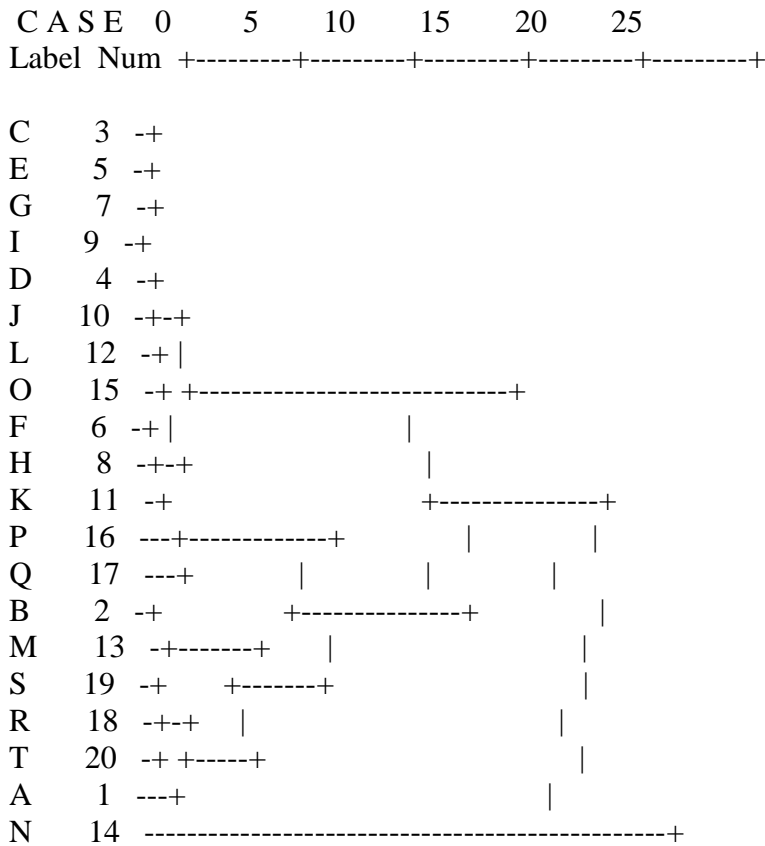 C A S E 0 5 10 15 20 25
Label Num +---------+---------+---------+---------+---------+
C 3 -+
E 5 -+
G 7 -+
I 9 -+
D 4 -+
J 10 -+-+
L 12 -+ |
O 15 -+ +-------------------------------+
F 6 -+ | |
H 8 -+-+ |
K 11 -+ +----------------+
P 16 ---+--------------+ | |
Q 17 ---+ | | |
B 2 -+ +-----------------+ |
M 13 -+--------+ | |
S 19 -+ +--------+ |
R 18 -+-+ | |
T 20 -+ +-----+ |
A 1 ---+ |
N 14 ---------------------------------------------------+